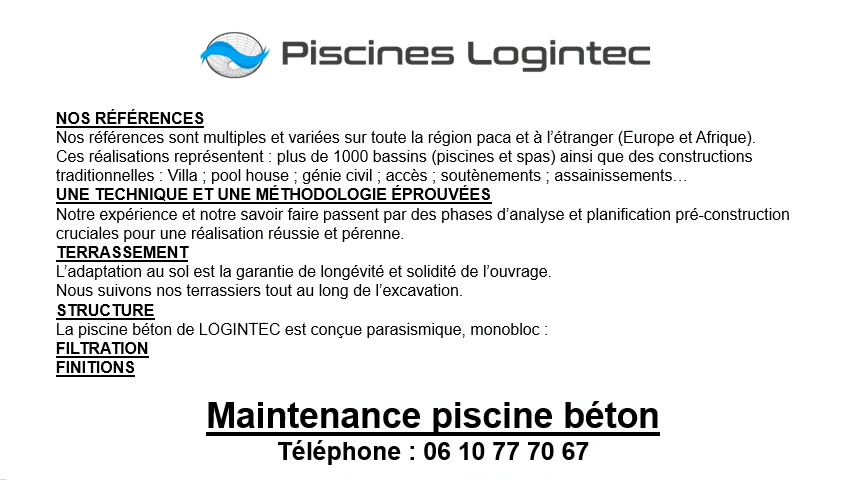 Piscines Logintec
NOS RÉFÉRENCES
Nos références sont multiples et variées sur toute la région paca et à l’étranger (Europe et Afrique).
Ces réalisations représentent : plus de 1000 bassins (piscines et spas) ainsi que des constructions
traditionnelles : Villa ; pool house ; génie civil ; accès ; soutènements ; assainissements…
UNE TECHNIQUE ET UNE MÉTHODOLOGIE ÉPROUVÉES
Notre expérience et notre savoir faire passent par des phases d’analyse et planification pré-construction
cruciales pour une réalisation réussie et pérenne.
TERRASSEMENT
L’adaptation au sol est la garantie de longévité et solidité de l’ouvrage.
Nous suivons nos terrassiers tout au long de l’excavation.
STRUCTURE
La piscine béton de LOGINTEC est conçue parasismique, monobloc :
FILTRATION
FINITIONS
Maintenance piscine béton
Téléphone : 06 10 77 70 67